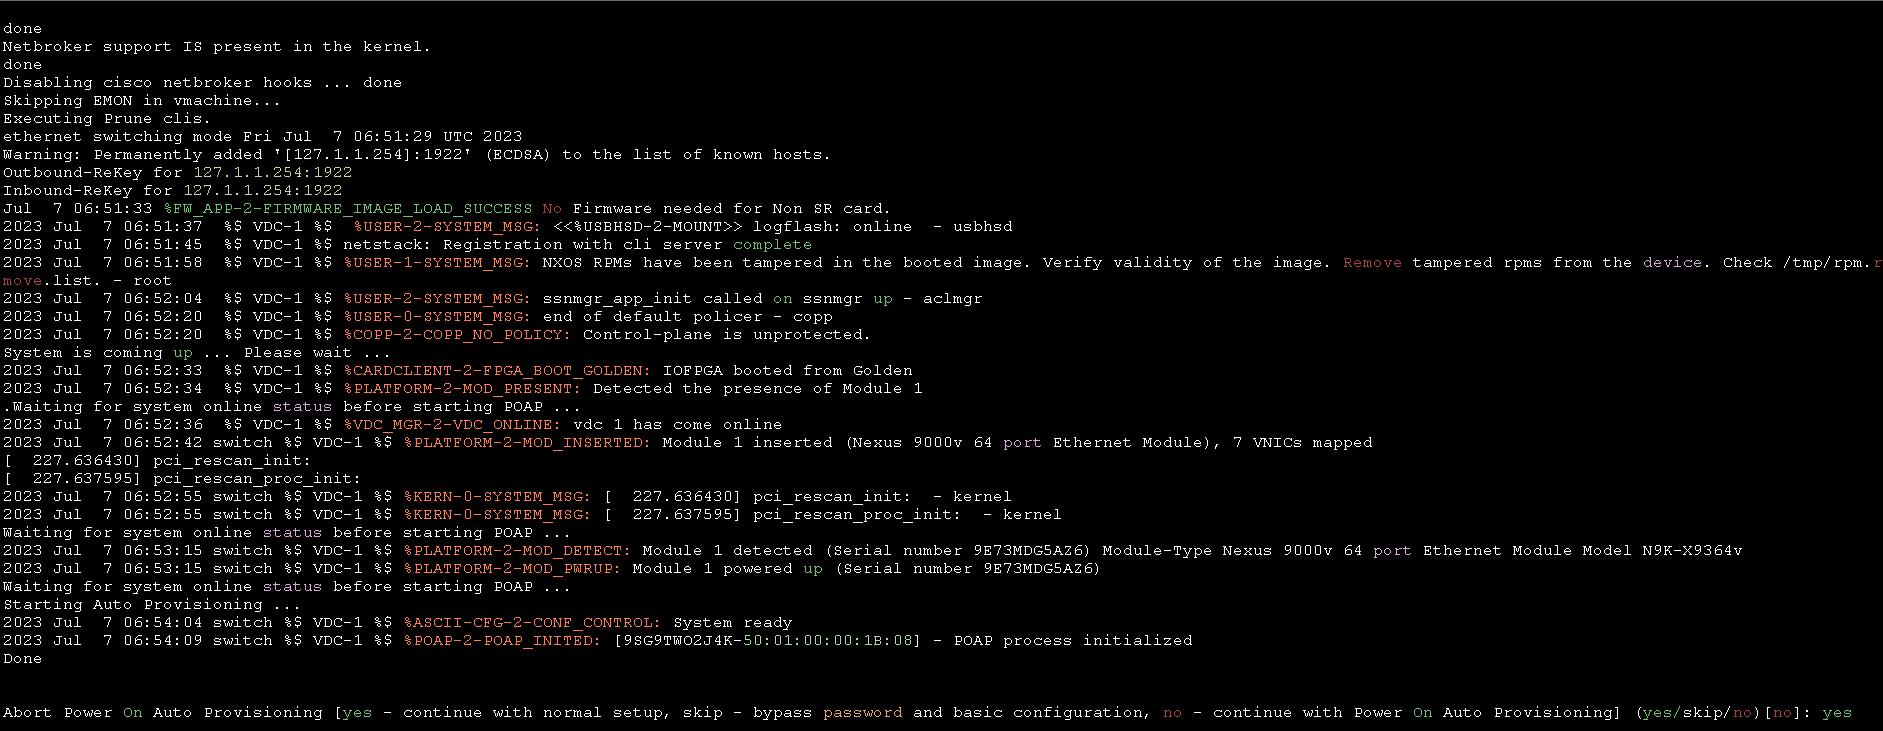 done
Netbroker support IS present in the kernel.
done
Disabling cisco netbroker hooks ... done
Skipping EMON in vmachine...
Executing Prune clis.
ethernet switching mode Fri Jul  7 06:51:29 UTC 2023
Warning: Permanently added '[127.1.1.254]:1922' (ECDSA) to the list of known hosts.
Outbound-ReKey for 127.1.1.254:1922
Inbound-ReKey for 127.1.1.254:1922
Jul  7 06:51:33 %FW_APP-2-FIRMWARE_IMAGE_LOAD_SUCCESS No Firmware needed for Non SR card.
2023 Jul  7 06:51:37  %$ VDC-1 %$  %USER-2-SYSTEM_MSG: <<%USBHSD-2-MOUNT>> logflash: online  - usbhsd
2023 Jul  7 06:51:45  %$ VDC-1 %$ netstack: Registration with cli server complete
2023 Jul  7 06:51:58  %$ VDC-1 %$ %USER-1-SYSTEM_MSG: NXOS RPMs have been tampered in the booted image. Verify validity of the image. Remove tampered rpms from the device. Check /tmp/rpm.r
move.list. - root
2023 Jul  7 06:52:04  %$ VDC-1 %$ %USER-2-SYSTEM_MSG: ssnmgr_app_init called on ssnmgr up - aclmgr
2023 Jul  7 06:52:20  %$ VDC-1 %$ %USER-0-SYSTEM_MSG: end of default policer - copp
2023 Jul  7 06:52:20  %$ VDC-1 %$ %COPP-2-COPP_NO_POLICY: Control-plane is unprotected.
System is coming up ... Please wait ...
2023 Jul  7 06:52:33  %$ VDC-1 %$ %CARDCLIENT-2-FPGA_BOOT_GOLDEN: IOFPGA booted from Golden
2023 Jul  7 06:52:34  %$ VDC-1 %$ %PLATFORM-2-MOD_PRESENT: Detected the presence of Module 1
.Waiting for system online status before starting POAP ...
2023 Jul  7 06:52:36  %$ VDC-1 %$ %VDC_MGR-2-VDC_ONLINE: vdc 1 has come online
2023 Jul  7 06:52:42 switch %$ VDC-1 %$ %PLATFORM-2-MOD_INSERTED: Module 1 inserted (Nexus 9000v 64 port Ethernet Module), 7 VNICs mapped
[  227.636430] pci_rescan_init:
[  227.637595] pci_rescan_proc_init:
2023 Jul  7 06:52:55 switch %$ VDC-1 %$ %KERN-0-SYSTEM_MSG: [  227.636430] pci_rescan_init:  - kernel
2023 Jul  7 06:52:55 switch %$ VDC-1 %$ %KERN-0-SYSTEM_MSG: [  227.637595] pci_rescan_proc_init:  - kernel
Waiting for system online status before starting POAP ...
2023 Jul  7 06:53:15 switch %$ VDC-1 %$ %PLATFORM-2-MOD_DETECT: Module 1 detected (Serial number 9E73MDG5AZ6) Module-Type Nexus 9000v 64 port Ethernet Module Model N9K-X9364v
2023 Jul  7 06:53:15 switch %$ VDC-1 %$ %PLATFORM-2-MOD_PWRUP: Module 1 powered up (Serial number 9E73MDG5AZ6)
Waiting for system online status before starting POAP ...
Starting Auto Provisioning ...
2023 Jul  7 06:54:04 switch %$ VDC-1 %$ %ASCII-CFG-2-CONF_CONTROL: System ready
2023 Jul  7 06:54:09 switch %$ VDC-1 %$ %POAP-2-POAP_INITED: [9SG9TWO2J4K-50:01:00:00:1B:08] - POAP process initialized
Done
Abort Power On Auto Provisioning [yes - continue with normal setup, skip - bypass password and basic configuration, no - continue with Power On Auto Provisioning] (yes/skip/no)[no]: yes